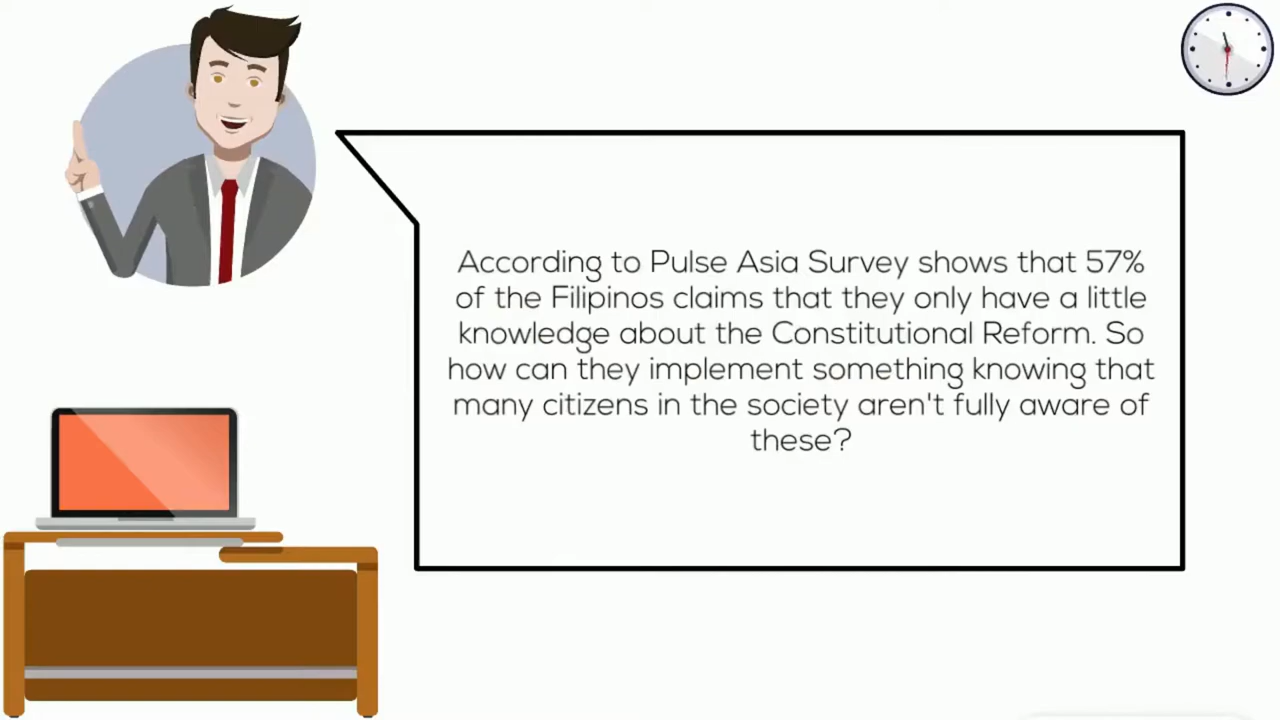 According to Pulse Asia Survey shows that 57%
of the Filipinos claims that they only have a little
knowledge about the Constitutional Reform. So
how can they implement something knowing that
many citizens in the society aren't fully aware of
these?